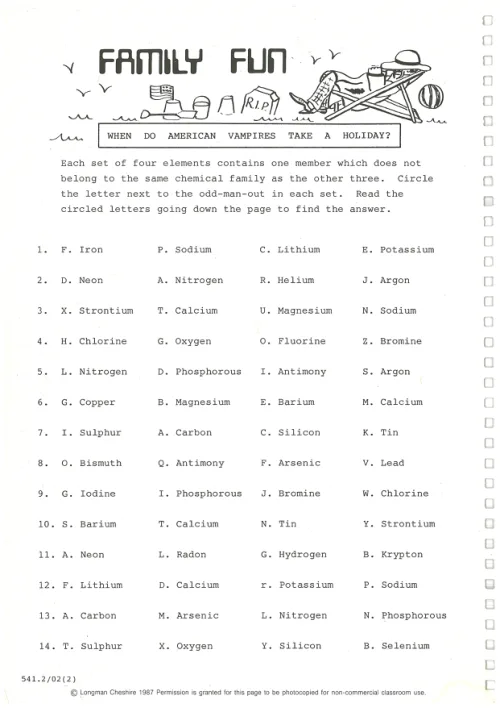 FAMILY FUN
R.I.P
WHEN DO AMERICAN VAMPIRES TAKE A HOLIDAY?
Each set of four elements contains one member which does not
belong to the same chemical family as the other three. Circle
the letter next to the odd-man-out in each set. Read the
circled letters going down the page to find the answer.
1. F. Iron P. Sodium C. Lithium E. Potassium
2. D. Neon A. Nitrogen R. Helium J. Argon
3. X. Strontium T. Calcium U. Magnesium N. Sodium
4. H. Chlorine G. Oxygen O. Fluorine Z. Bromine
5. L. Nitrogen D. Phosphorous I. Antimony S. Argon
6. G. Copper B. Magnesium E. Barium M. Calcium
7. I. Sulphur A. Carbon C. Silicon K. Tin
8. O. Bismuth Q. Antimony F. Arsenic V. Lead
9. G. Iodine I. Phosphorous J. Bromine W. Chlorine
10. S. Barium T. Calcium N. Tin Y. Strontium
11. A. Neon L. Radon G. Hydrogen B. Krypton
12. F. Lithium D. Calcium r. Potassium P. Sodium
13. A. Carbon M. Arsenic L. Nitrogen N. Phosphorous
14. T. Sulphur X. Oxygen Y. Silicon B. Selenium
541.2/02(2)
© Longman Cheshire 1987 Permission is granted for this page to be photocopied for non-commercial classroom use.